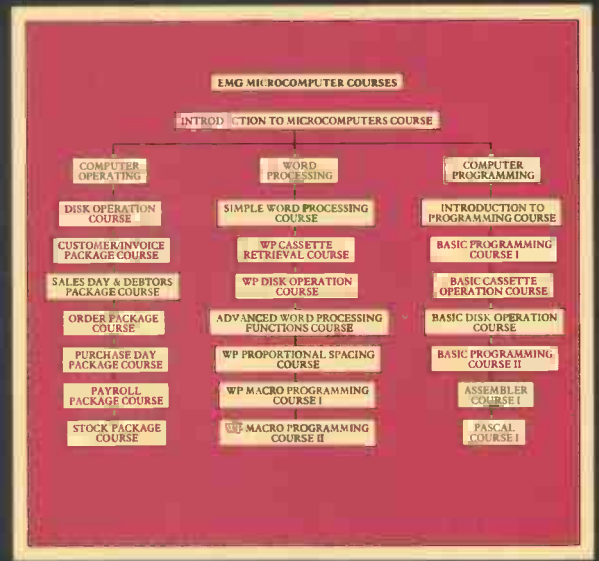 EMG MICROCOMPUTER COURSES
INTRODUCTION TO MICROCOMPUTERS COURSE
COMPUTER
OPERATING
DISK OPERATION
COURSE
CUSTOMER/INVOICE
PACKAGE COURSE
SALES DAY & DEBTORS
PACKAGE COURSE
ORDER PACKAGE
COURSE
PURCHASE DAY
PACKAGE COURSE
PAYROLL
PACKAGE COURSE
STOCK PACKAGE
COURSE
WORD
PROCESSING
SIMPLE WORD PROCESSING
COURSE
WP CASSETTE
RETRIEVAL COURSE
WP DISK OPERATION
COURSE
ADVANCED WORD PROCESSING
FUNCTIONS COURSE
WP PROPORTIONAL SPACING
COURSE
WP MACRO PROGRAMMING
COURSE I
WP MACRO PROGRAMMING
COURSE II
COMPUTER
PROGRAMMING
INTRODUCTION TO
PROGRAMMING COURSE
BASIC PROGRAMMING
COURSE I
BASIC CASSETTE
OPERATION COURSE
BASIC DISK OPERATION
COURSE
BASIC PROGRAMMING
COURSE II
ASSEMBLER
COURSE I
PASCAL
COURSE I